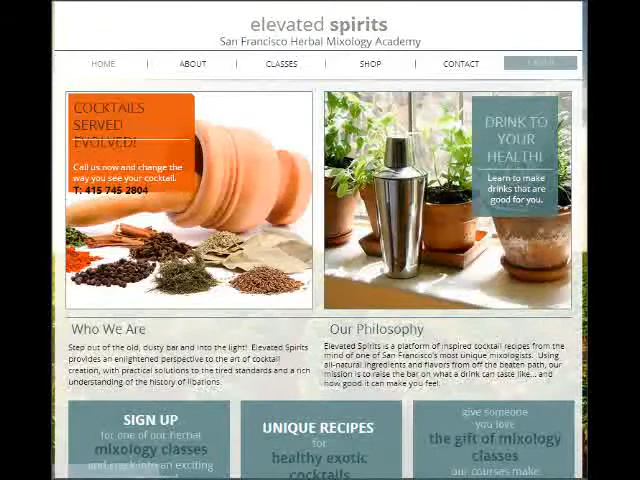 elevated spirits
San Francisco Herbal Mixology Academy
HOME | ABOUT | CLASSES | SHOP | CONTACT
COCKTAILS
SERVED
EVOLVED!
Call us now and change the
way you see your cocktail.
T: 415 745 2804
DRINK TO
YOUR
HEALTH!
Learn to make
drinks that are
good for you.
Who We Are
Step out of the old, dusty bar and into the light! Elevated Spirits
provides an enlightened perspective to the art of cocktail
creation, with practical solutions to the tired standards and a rich
understanding of the history of libations.
Our Philosophy
Elevated Spirits is a platform of inspired cocktail recipes from the
mind of one of San Francisco's most unique mixologists. Using
all-natural ingredients and flavors from off the beaten path, our
mission is to raise the bar on what a drink can taste like... and
how good it can make you feel.
SIGN UP
for one of our herbal
mixology classes
and crack into an exciting
UNIQUE RECIPES
for
healthy exotic
cocktails
give someone
you love
the gift of mixology
classes
our courses make